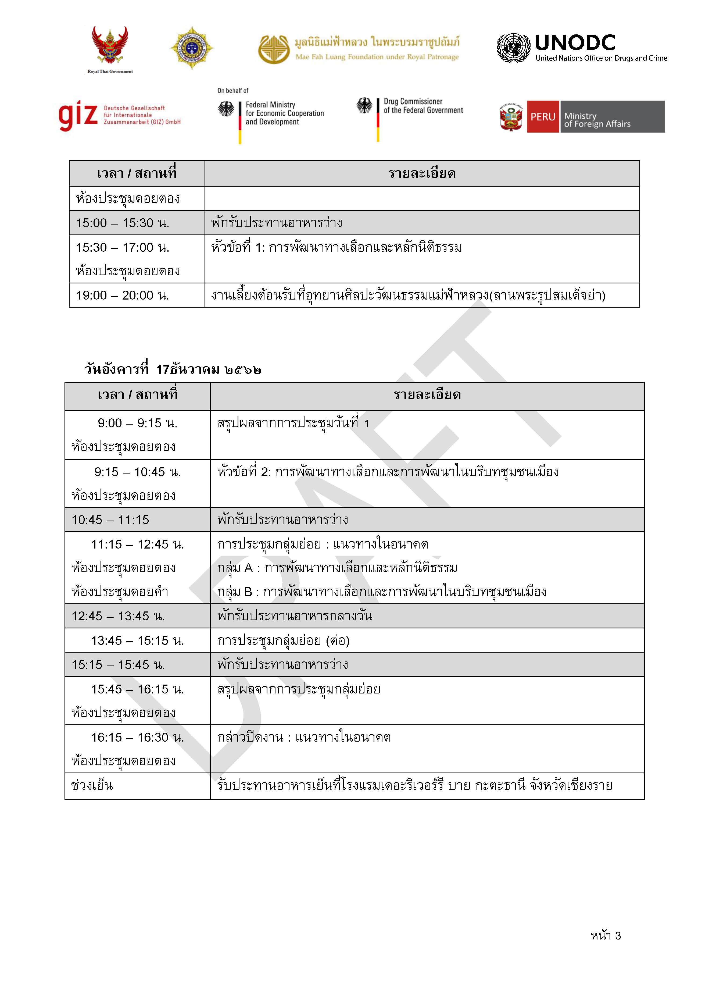 Royal Thai Government
มูลนิธิแม่ฟ้าหลวง ในพระบรมราชูปถัมภ์
Mae Fah Luang Foundation under Royal Patronage
UNODC
United Nations Office on Drugs and Crime
giz
Deutsche Gesellschaft
für Internationale
Zusammenarbeit (GIZ) GmbH
On behalf of
Federal Ministry
for Economic Cooperation
and Development
Drug Commissioner
of the Federal Government
REPUBLICA DEL PERU
PERU
Ministry
of Foreign Affairs
เวลา / สถานที่ รายละเอียด
ห้องประชุมดอยตอง
15:00 – 15:30 น. พักรับประทานอาหารว่าง
15:30 – 17:00 น. หัวข้อที่ 1: การพัฒนาทางเลือกและหลักนิติธรรม
ห้องประชุมดอยตอง
19:00 – 20:00 น. งานเลี้ยงต้อนรับที่อุทยานศิลปะวัฒนธรรมแม่ฟ้าหลวง(ลานพระรูปสมเด็จย่า)
วันอังคารที่ 17ธันวาคม ๒๕๖๒
เวลา / สถานที่ รายละเอียด
9:00 – 9:15 น. สรุปผลจากการประชุมวันที่ 1
ห้องประชุมดอยตอง
9:15 – 10:45 น. หัวข้อที่ 2: การพัฒนาทางเลือกและการพัฒนาในบริบทชุมชนเมือง
ห้องประชุมดอยตอง
10:45 – 11:15 พักรับประทานอาหารว่าง
11:15 – 12:45 น. การประชุมกลุ่มย่อย : แนวทางในอนาคต
ห้องประชุมดอยตอง กลุ่ม A : การพัฒนาทางเลือกและหลักนิติธรรม
ห้องประชุมดอยคำ กลุ่ม B : การพัฒนาทางเลือกและการพัฒนาในบริบทชุมชนเมือง
12:45 – 13:45 น. พักรับประทานอาหารกลางวัน
13:45 – 15:15 น. การประชุมกลุ่มย่อย (ต่อ)
15:15 – 15:45 น. พักรับประทานอาหารว่าง
15:45 – 16:15 น. สรุปผลจากการประชุมกลุ่มย่อย
ห้องประชุมดอยตอง
16:15 – 16:30 น. กล่าวปิดงาน : แนวทางในอนาคต
ห้องประชุมดอยตอง
ช่วงเย็น รับประทานอาหารเย็นที่โรงแรมเดอะริเวอร์รี บาย กะตะธานี จังหวัดเชียงราย
DRAFT
หน้า 3